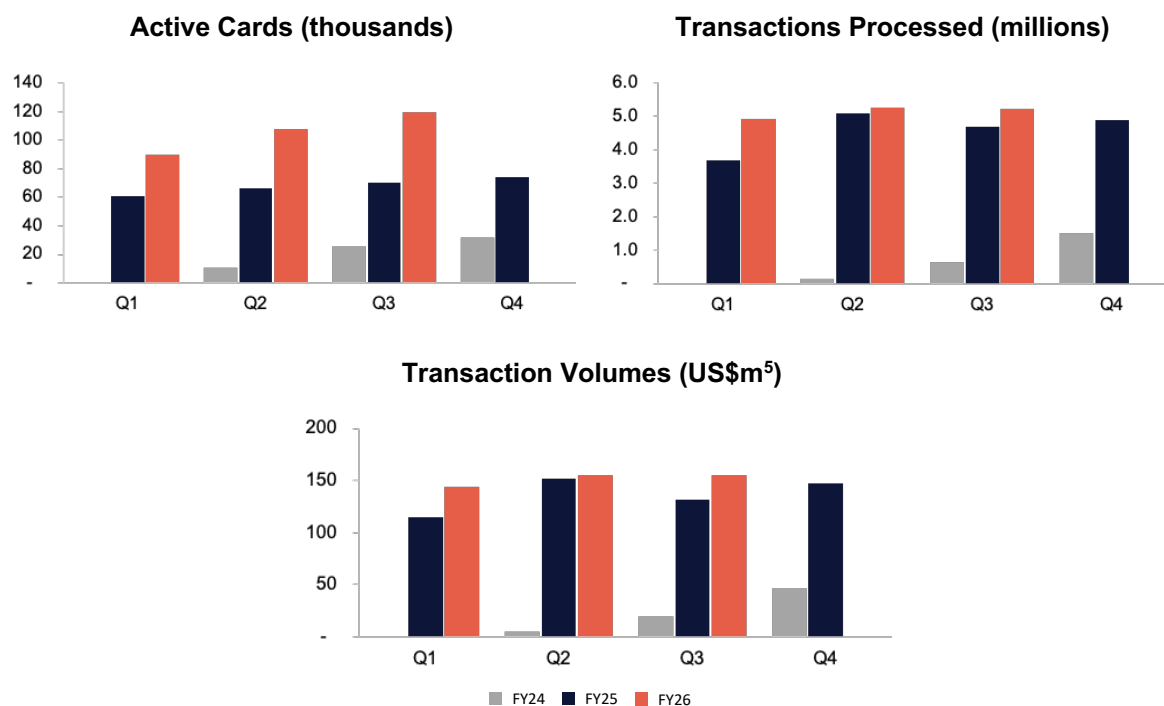 Active Cards (thousands)
140
120
100
80
60
40
20
-
Q1 Q2 Q3 Q4
Transactions Processed (millions)
6.0
5.0
4.0
3.0
2.0
1.0
-
Q1 Q2 Q3 Q4
Transaction Volumes (US$m⁵)
200
150
100
50
-
Q1 Q2 Q3 Q4
FY24 FY25 FY26